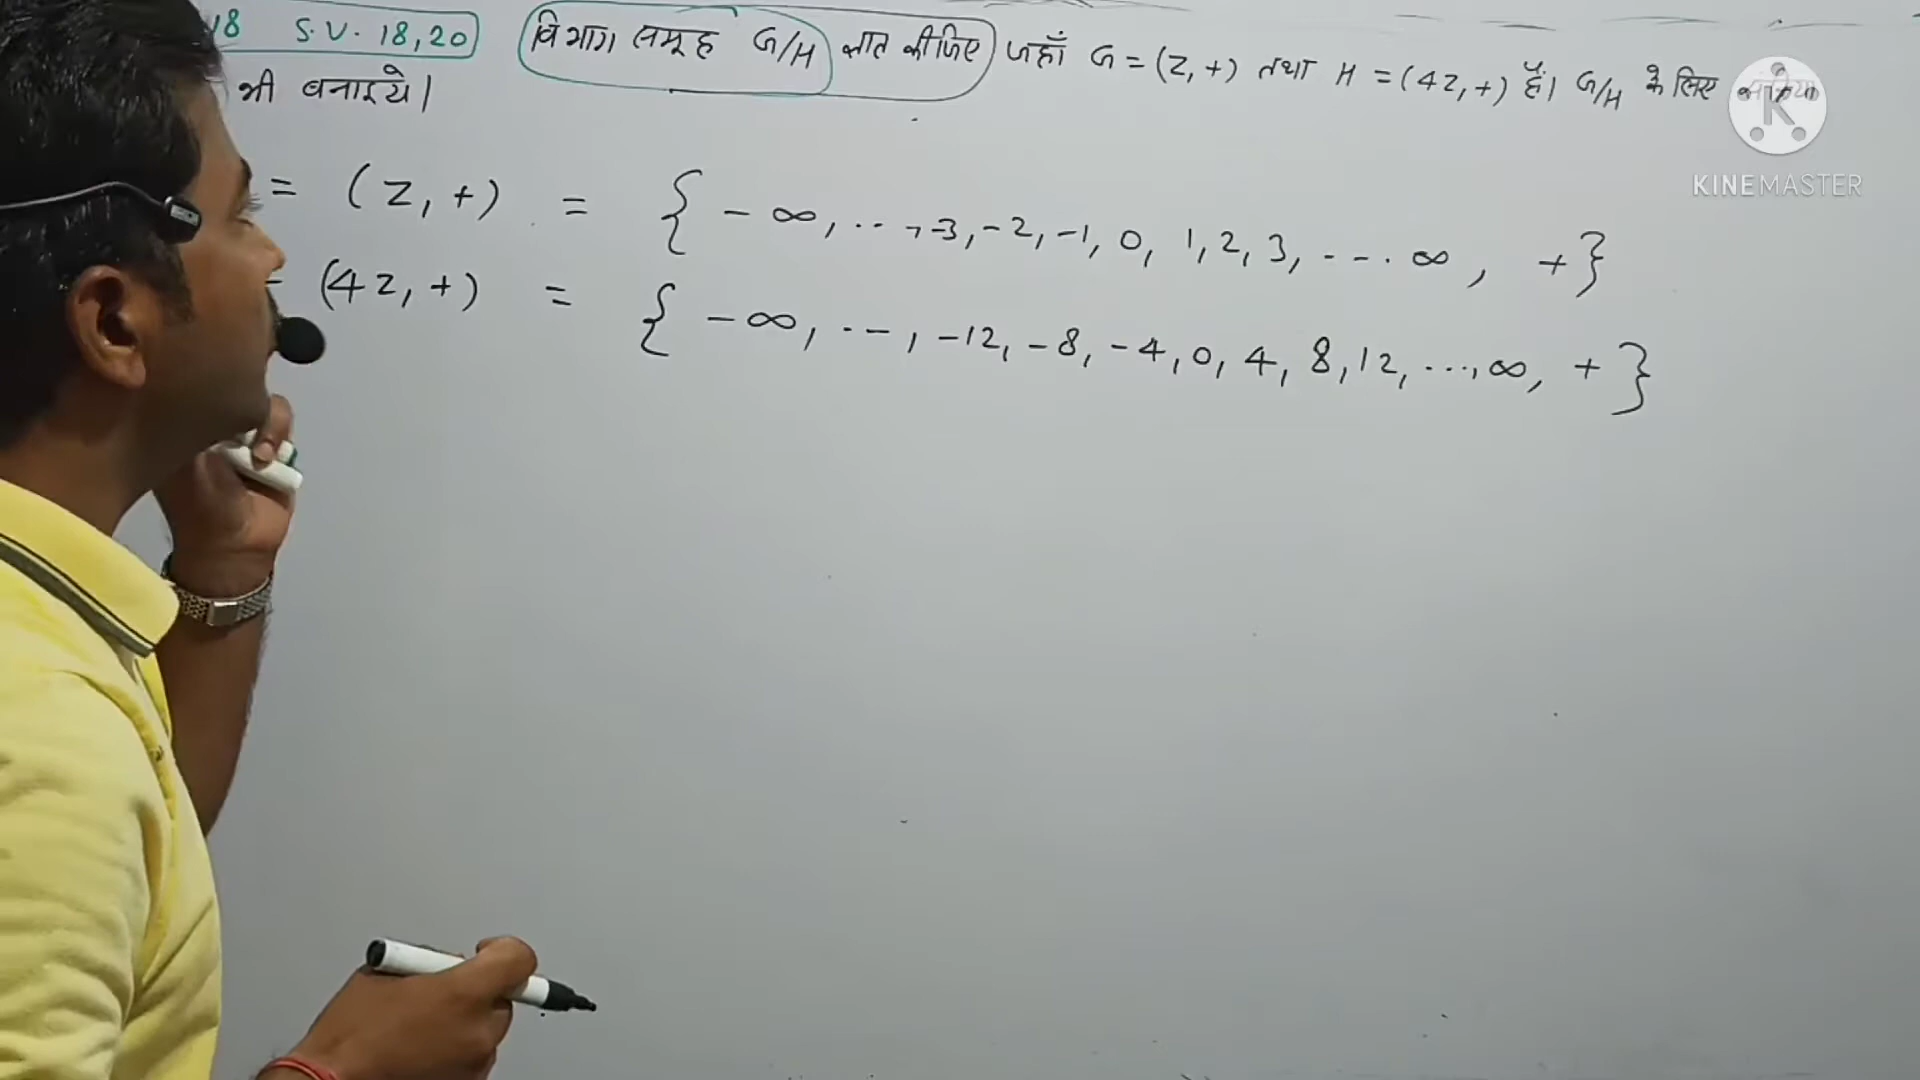 18 S.V. 18,20 विभाग समूह G/H ज्ञात कीजिए जहाँ G = (Z,+) तथा H = (4Z,+) हैं। G/H के लिए
भी बनाइये।
= (Z,+) = {-∞, .., -3, -2, -1, 0, 1, 2, 3, --- ∞, +}
= (4Z,+) = {-∞, .--, -12, -8, -4, 0, 4, 8, 12, ..., ∞, +}
KINEMASTER